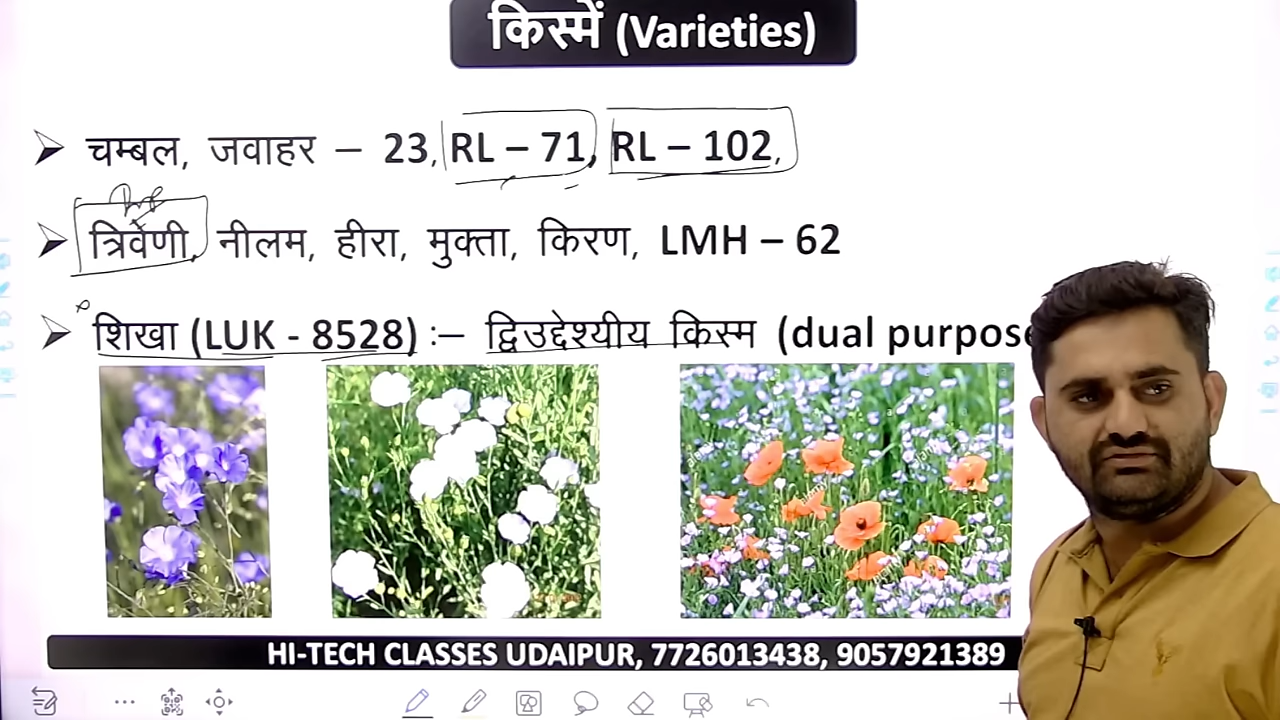 किस्में (Varieties)
चम्बल, जवाहर – 23, RL – 71, RL – 102,
त्रिवेणी, नीलम, हीरा, मुक्ता, किरण, LMH – 62
शिखा (LUK - 8528) :– द्विउद्देश्यीय किस्म (dual purpose
HI-TECH CLASSES UDAIPUR, 7726013438, 9057921389